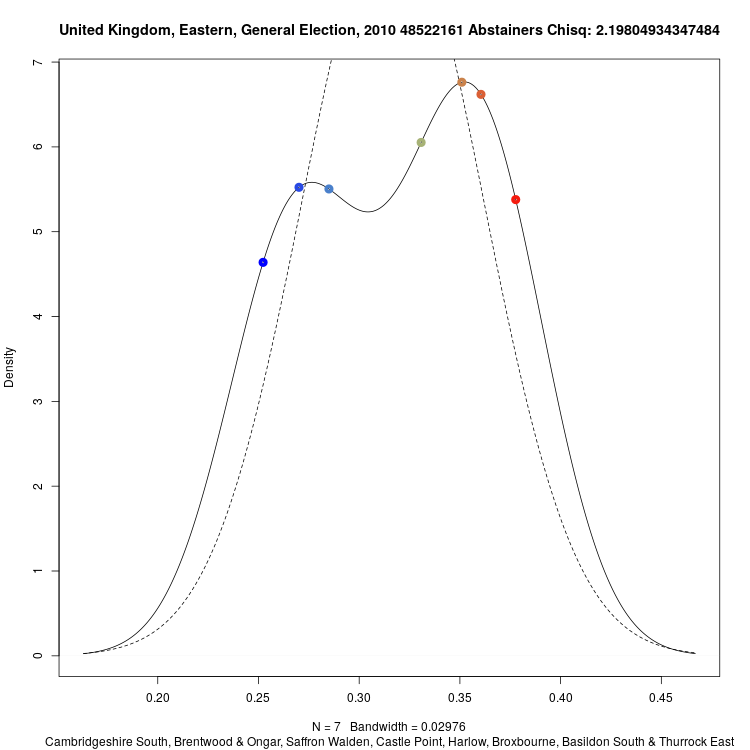 United Kingdom, Eastern, General Election, 2010 48522161 Abstainers Chisq: 2.19804934347484
7
6
5
4
3
2
1
0
Density
0.20 0.25 0.30 0.35 0.40 0.45
N = 7 Bandwidth = 0.02976
Cambridgeshire South, Brentwood & Ongar, Saffron Walden, Castle Point, Harlow, Broxbourne, Basildon South & Thurrock East